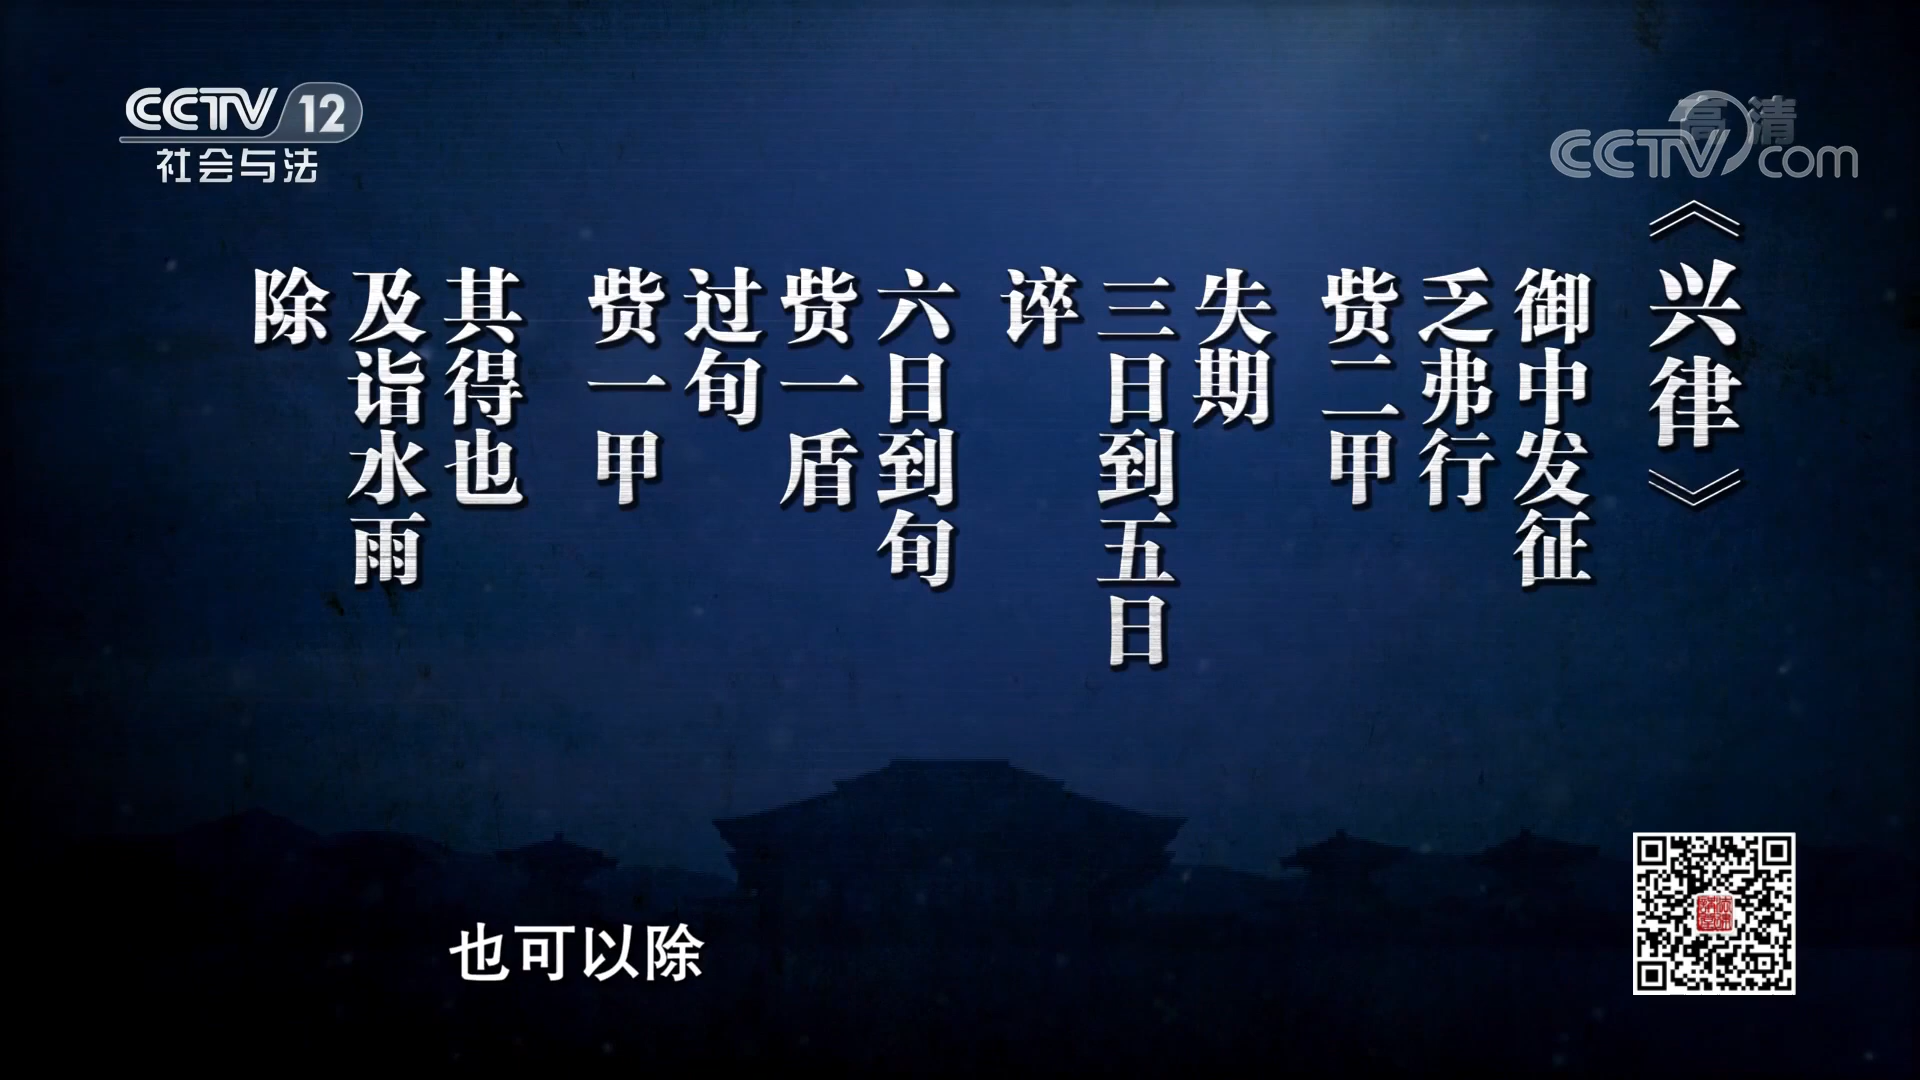 CCTV 12
社会与法
高清
CCTV com
《兴律》
御中发征
乏弗行
赀二甲
失期
三日到五日
谇
六日到旬
赀一盾
过旬
赀一甲
其得也
及诣水雨
除
也可以除